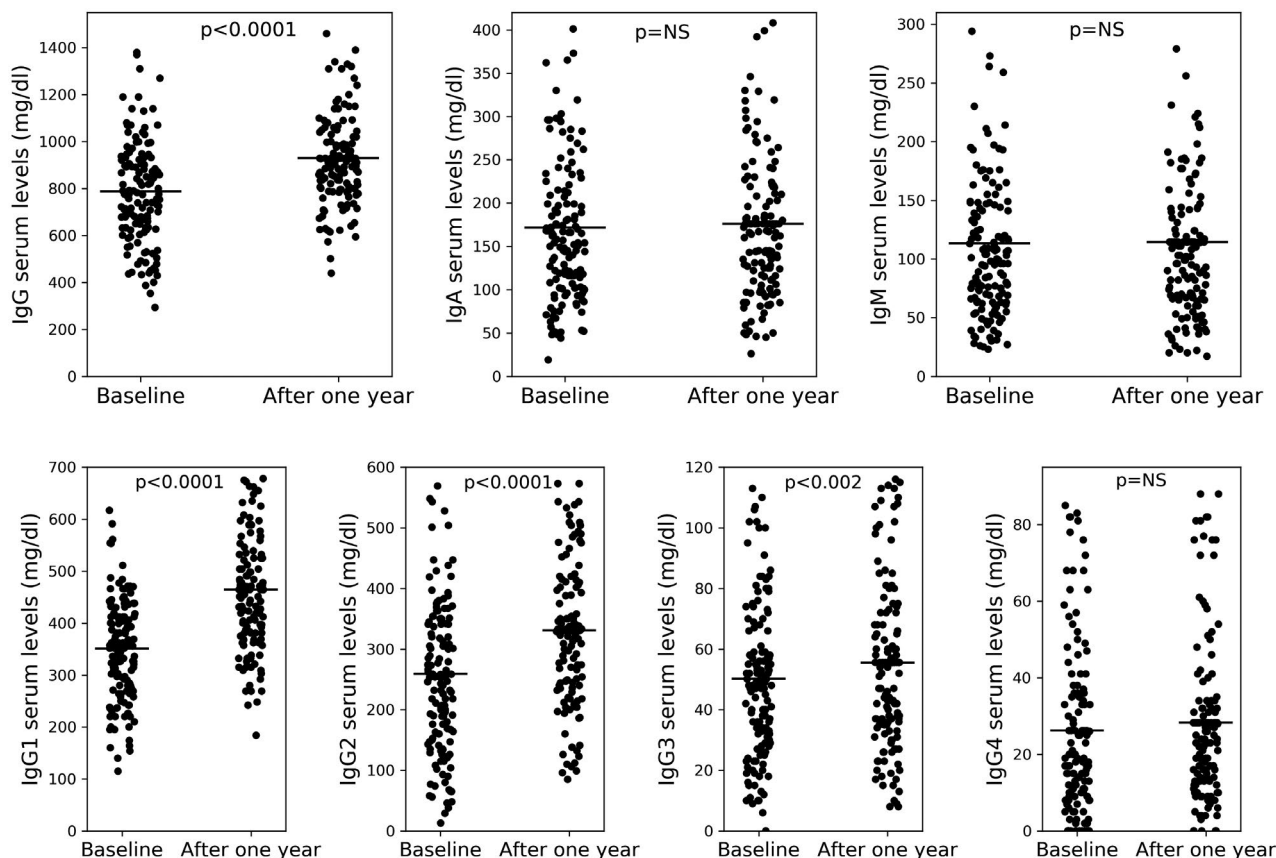 p<0.0001
IgG serum levels (mg/dl)
1400
1200
1000
800
600
400
200
0
Baseline
After one year
p=NS
IgA serum levels (mg/dl)
400
350
300
250
200
150
100
50
0
Baseline
After one year
p=NS
IgM serum levels (mg/dl)
300
250
200
150
100
50
0
Baseline
After one year
p<0.0001
IgG1 serum levels (mg/dl)
700
600
500
400
300
200
100
0
Baseline
After one year
p<0.0001
IgG2 serum levels (mg/dl)
600
500
400
300
200
100
0
Baseline
After one year
p<0.002
IgG3 serum levels (mg/dl)
120
100
80
60
40
20
0
Baseline
After one year
p=NS
IgG4 serum levels (mg/dl)
80
60
40
20
0
Baseline
After one year